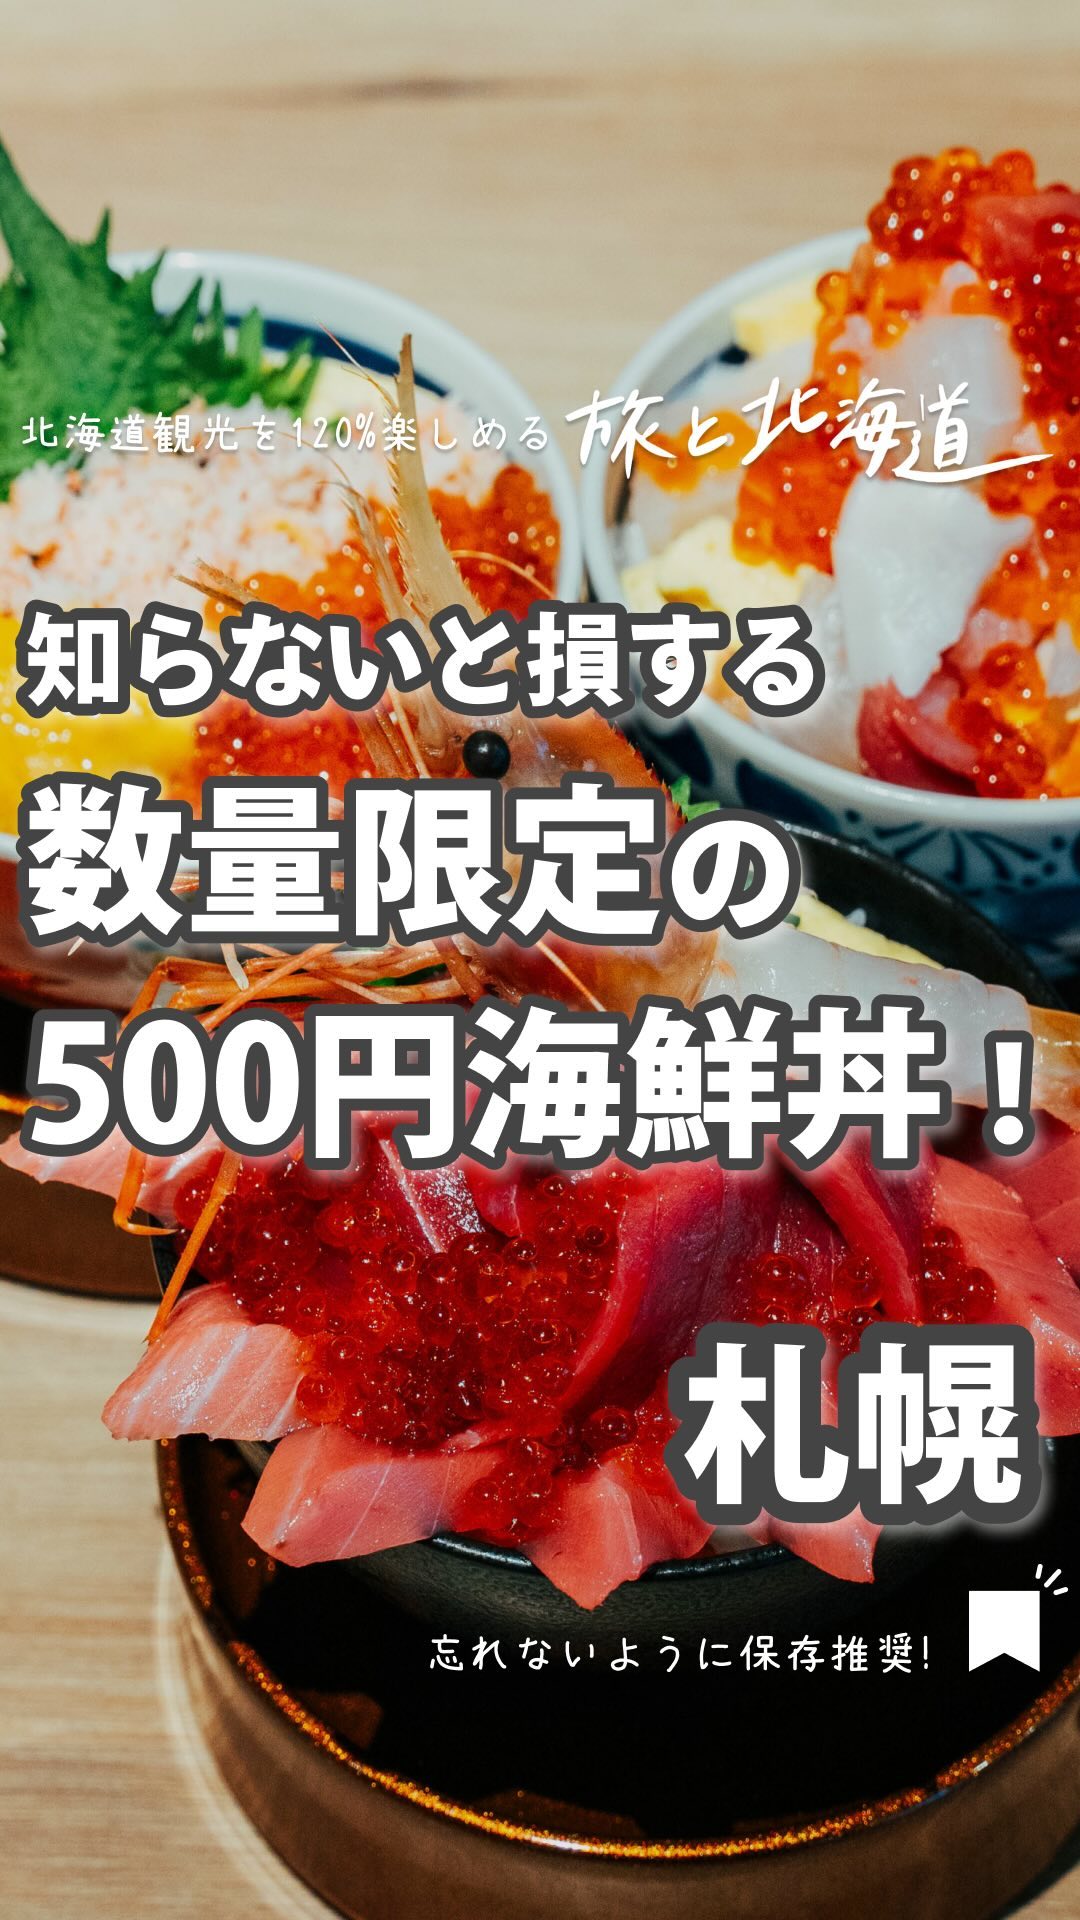 北海道観光を120%楽しめる 旅と北海道
知らないと損する
数量限定の
500円海鮮丼！
札幌
忘れないように保存推奨!